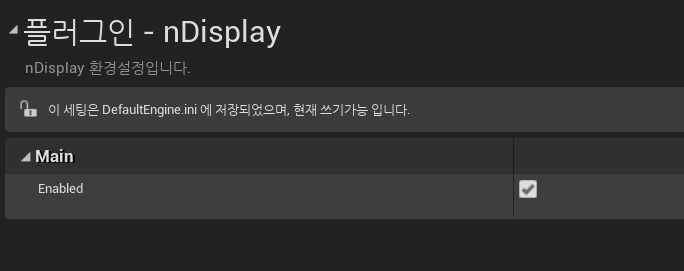 플러그인 - nDisplay
nDisplay 환경설정입니다.
이 세팅은 DefaultEngine.ini 에 저장되었으며, 현재 쓰기가능 입니다.
Main
Enabled